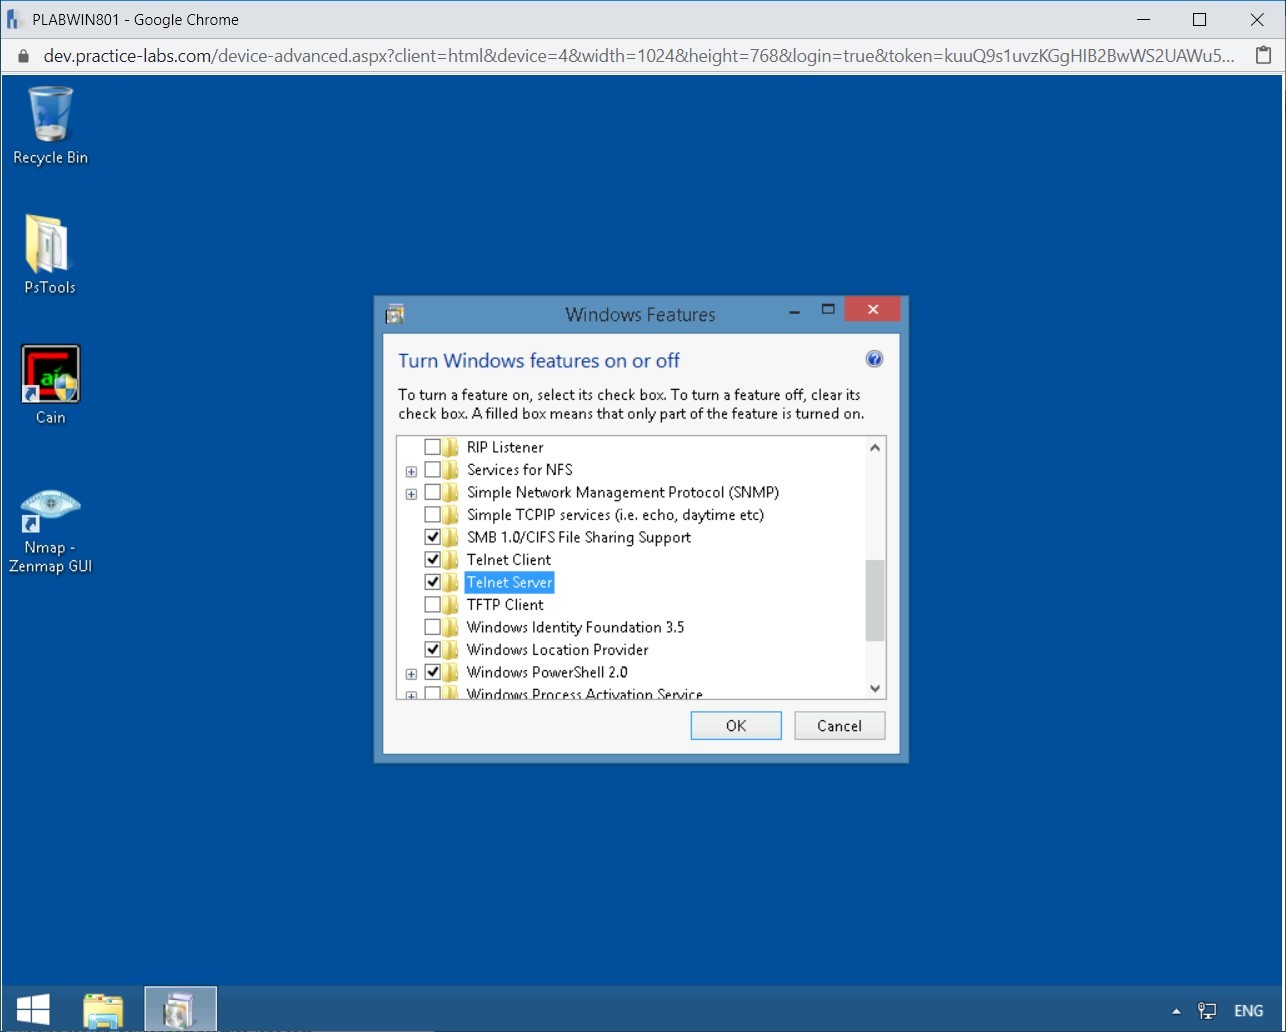 PLABWIN801 - Google Chrome
dev.practice-labs.com/device-advanced.aspx?client=html&device=4&width=1024&height=768&login=true&token=kuuQ9s1uvzKGgHIB2BwWS2UAWu5...
Recycle Bin
PsTools
Cain
Nmap -
Zenmap GUI
Windows Features
Turn Windows features on or off
To turn a feature on, select its check box. To turn a feature off, clear its
check box. A filled box means that only part of the feature is turned on.
RIP Listener
Services for NFS
Simple Network Management Protocol (SNMP)
Simple TCPIP services (i.e. echo, daytime etc)
SMB 1.0/CIFS File Sharing Support
Telnet Client
Telnet Server
TFTP Client
Windows Identity Foundation 3.5
Windows Location Provider
Windows PowerShell 2.0
Windows Process Activation Service
OK
Cancel
ENG